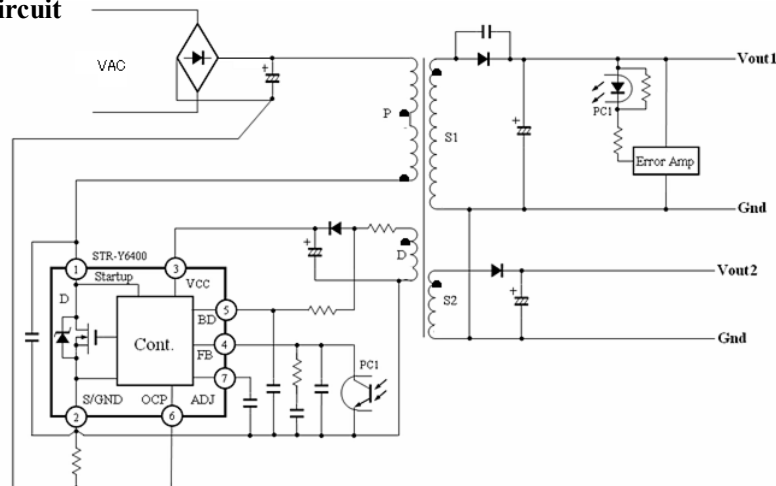 ircuit
VAC
Vout1
PC1
P
S1
Error Amp
Gnd
STR-Y6400
D
1
3
Startup
VCC
Vout2
D
5
BD
S2
Cont.
4
FB
Gnd
PC1
7
S/GND
OCP
ADJ
2
6